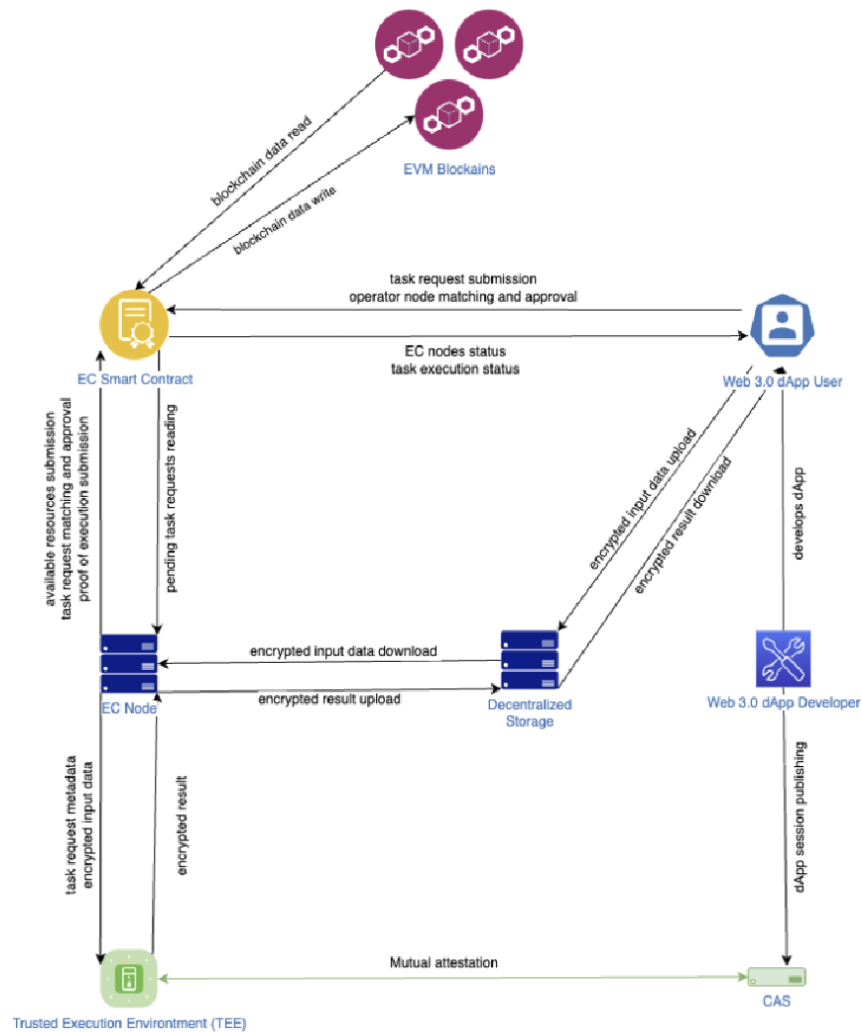 blockchain data read
EVM Blockains
blockchain data write
task request submission
operator node matching and approval
EC nodes status
task execution status
EC Smart Contract
Web 3.0 dApp User
available resources submission
task request matching and approval
proof of execution submission
pending task requests reading
encrypted input data upload
encrypted result download
develops dApp
encrypted input data download
encrypted result upload
EC Node
Decentralized
Storage
Web 3.0 dApp Developer
task request metadata
encrypted input data
encrypted result
dApp session publishing
Mutual attestation
CAS
Trusted Execution Environtment (TEE)